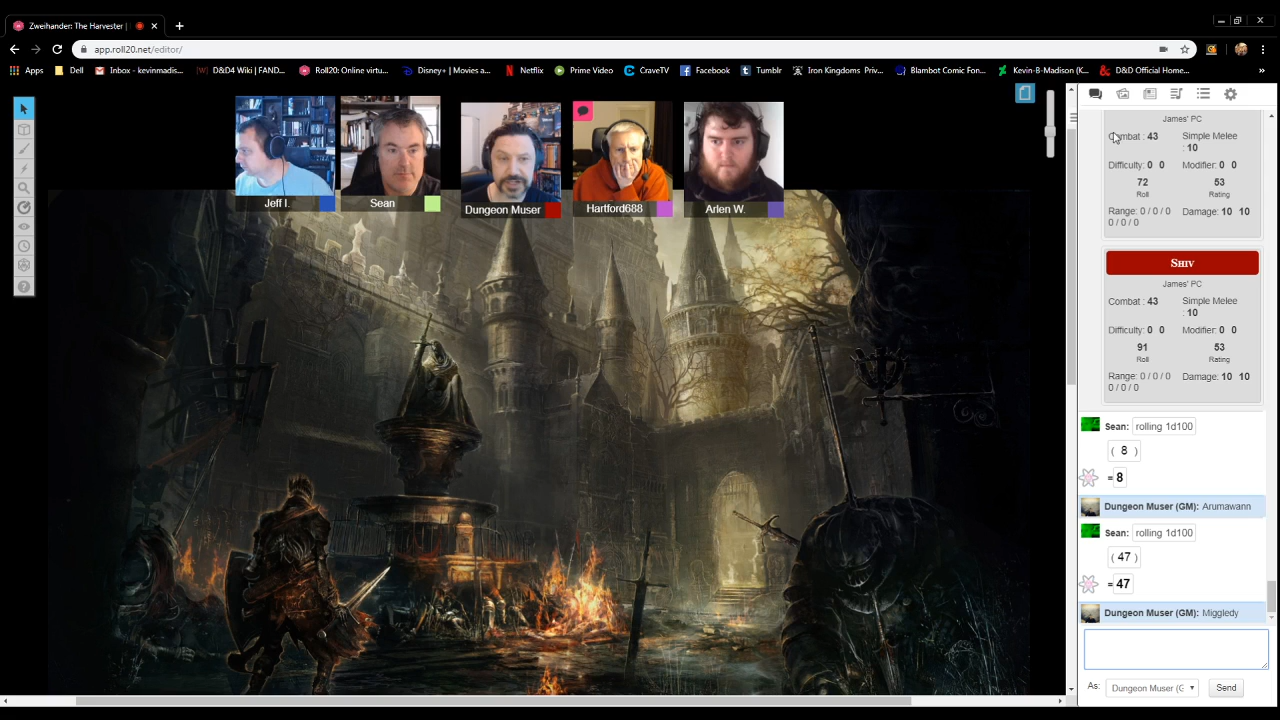 Zweihander: The Harvester |
app.roll20.net/editor/
Apps Dell Inbox - kevinmadis... D&D4 Wiki | FAND... Roll20: Online virtu... Disney+ | Movies a... Netflix Prime Video CraveTV Facebook Tumblr Iron Kingdoms Priv... Blambot Comic Fon... Kevin-B-Madison (K... D&D Official Home... »
Jeff I.
Sean
Dungeon Muser
Hartford688
Arlen W.
James' PC
Combat : 43 Simple Melee
: 10
Difficulty: 0 0 Modifier: 0 0
72 53
Roll Rating
Range: 0 / 0 / 0 Damage: 10 10
0 / 0 / 0
Shiv
James' PC
Combat : 43 Simple Melee
: 10
Difficulty: 0 0 Modifier: 0 0
91 53
Roll Rating
Range: 0 / 0 / 0 Damage: 10 10
0 / 0 / 0
Sean: rolling 1d100
( 8 )
= 8
Dungeon Muser (GM): Arumawann
Sean: rolling 1d100
( 47 )
= 47
Dungeon Muser (GM): Miggledy
As: Dungeon Muser (G Send